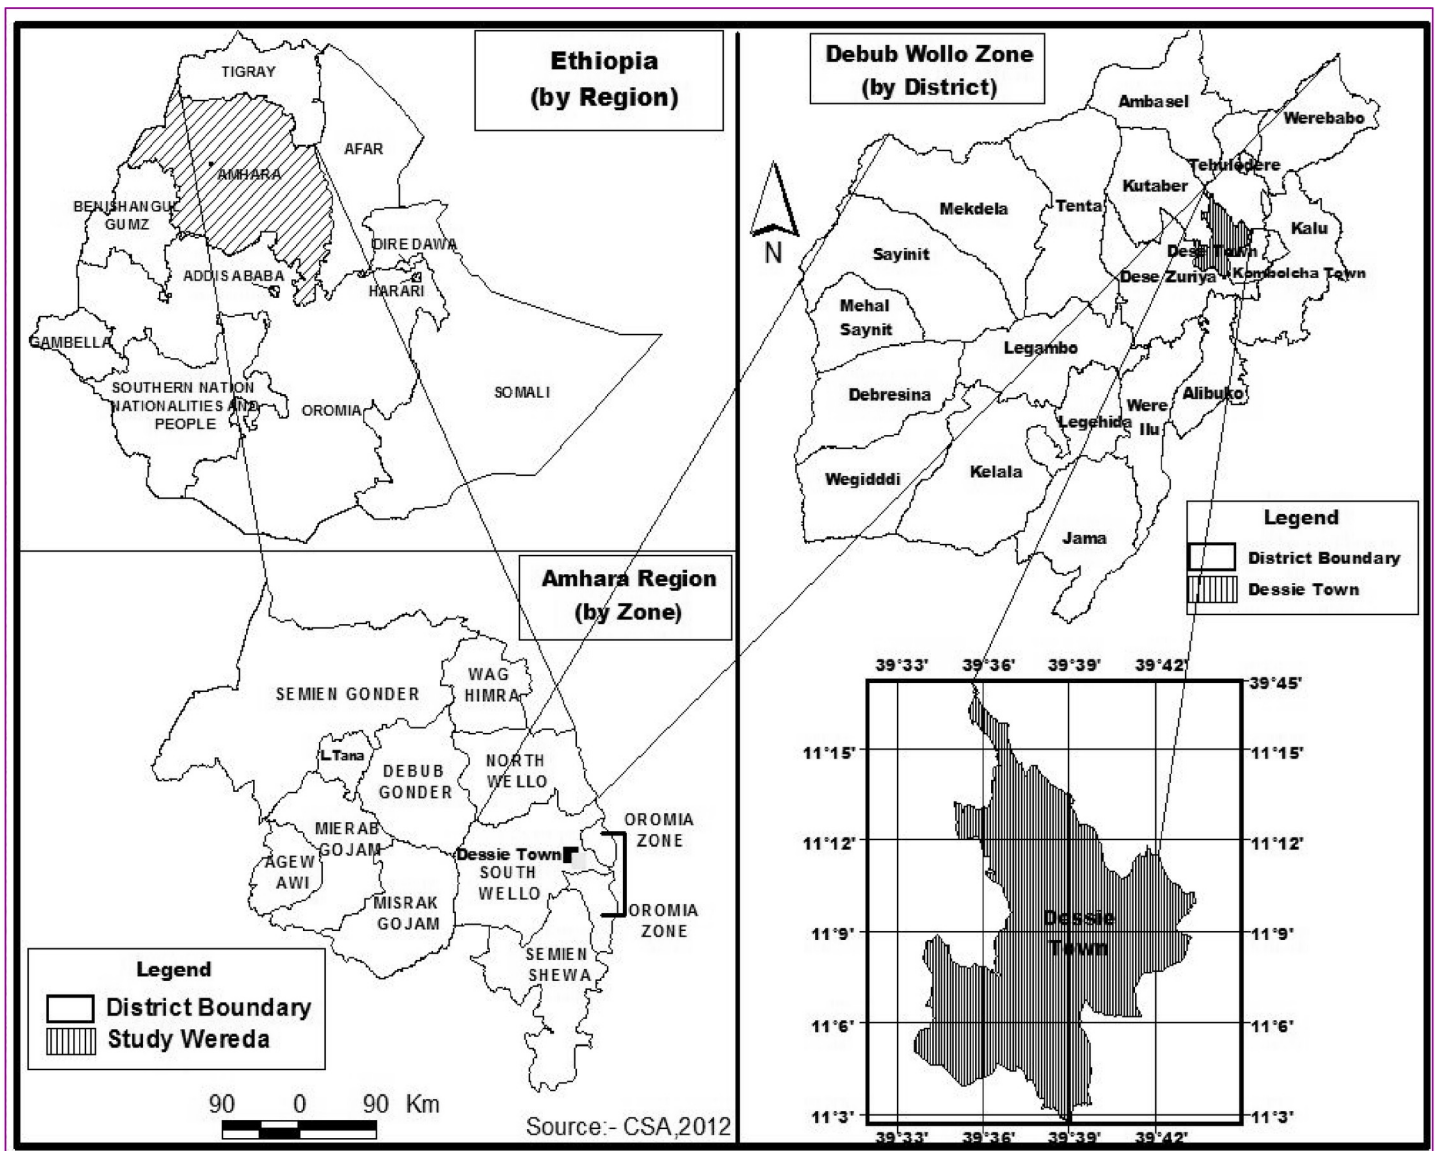 Ethiopia
(by Region)
TIGRAY
AFAR
AMHARA
BENISHANGUL
GUMZ
DIRE DAWA
ADDIS ABABA
HARARI
GAMBELLA
SOUTHERN NATION
NATIONALITIES AND
PEOPLE
OROMIA
SOMALI
Amhara Region
(by Zone)
WAG
HIMRA
SEMIEN GONDER
L.Tana
DEBUB
GONDER
NORTH
WELLO
OROMIA
ZONE
MIERAB
GOJAM
AGEW
AWI
Dessie Town
SOUTH
WELLO
MISRAK
GOJAM
OROMIA
ZONE
SEMIEN
SHEWA
Legend
District Boundary
Study Wereda
90 0 90 Km
Source:- CSA,2012
Debub Wollo Zone
(by District)
Ambasel
Werebabo
Tehuledere
Kutaber
Mekdela
Tenta
Kalu
Sayinit
Dese Town
Dese Zuriya
Kombolcha Town
Mehal
Saynit
Legambo
Debresina
Alibuko
Were
Ilu
Legehida
Kelala
Wegidddi
Jama
N
Legend
District Boundary
Dessie Town
39°33' 39°36' 39°39' 39°42'
39°45'
11°15' 11°15'
11°12' 11°12'
Dessie
Town
11°9' 11°9'
11°6' 11°6'
11°3' 11°3'
39°33' 39°36' 39°39' 39°42'